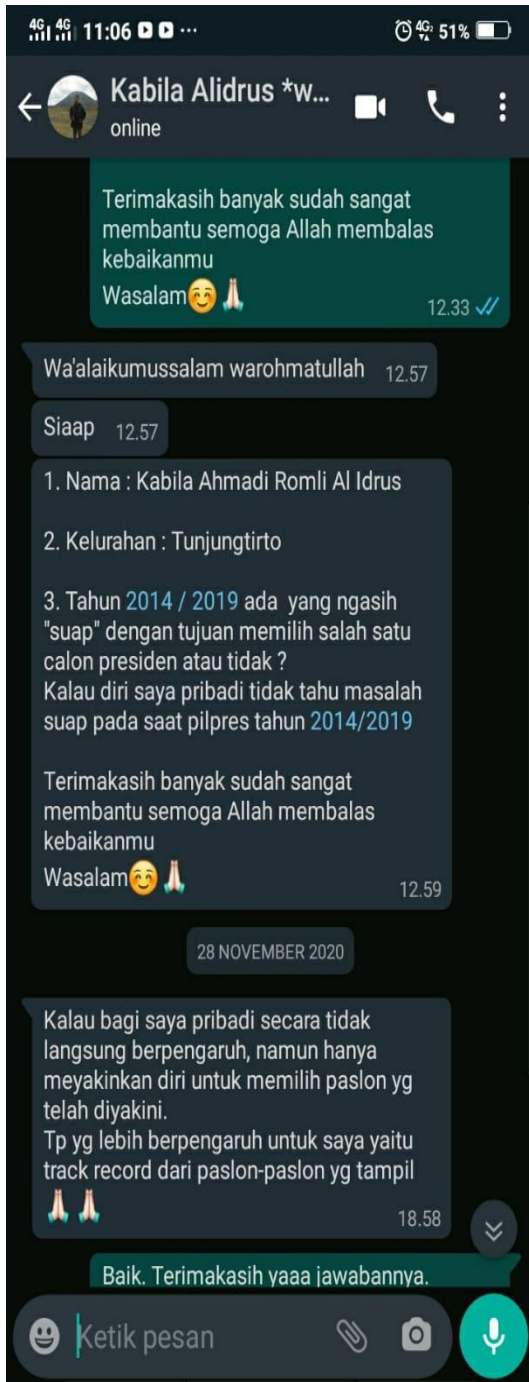 4G 4G 11:06 ... 4G 51%
Kabila Alidrus *w...
online
Terimakasih banyak sudah sangat
membantu semoga Allah membalas
kebaikanmu
Wasalam☺️🙏🏻
12.33
Wa'alaikumussalam warohmatullah 12.57
Siaap 12.57
1. Nama : Kabila Ahmadi Romli Al Idrus
2. Kelurahan : Tunjungtirto
3. Tahun 2014 / 2019 ada yang ngasih
"suap" dengan tujuan memilih salah satu
calon presiden atau tidak ?
Kalau diri saya pribadi tidak tahu masalah
suap pada saat pilpres tahun 2014/2019
Terimakasih banyak sudah sangat
membantu semoga Allah membalas
kebaikanmu
Wasalam☺️🙏🏻
12.59
28 NOVEMBER 2020
Kalau bagi saya pribadi secara tidak
langsung berpengaruh, namun hanya
meyakinkan diri untuk memilih paslon yg
telah diyakini.
Tp yg lebih berpengaruh untuk saya yaitu
track record dari paslon-paslon yg tampil
🙏🏻🙏🏻
18.58
Baik. Terimakasih yaaa jawabannya.
Ketik pesan